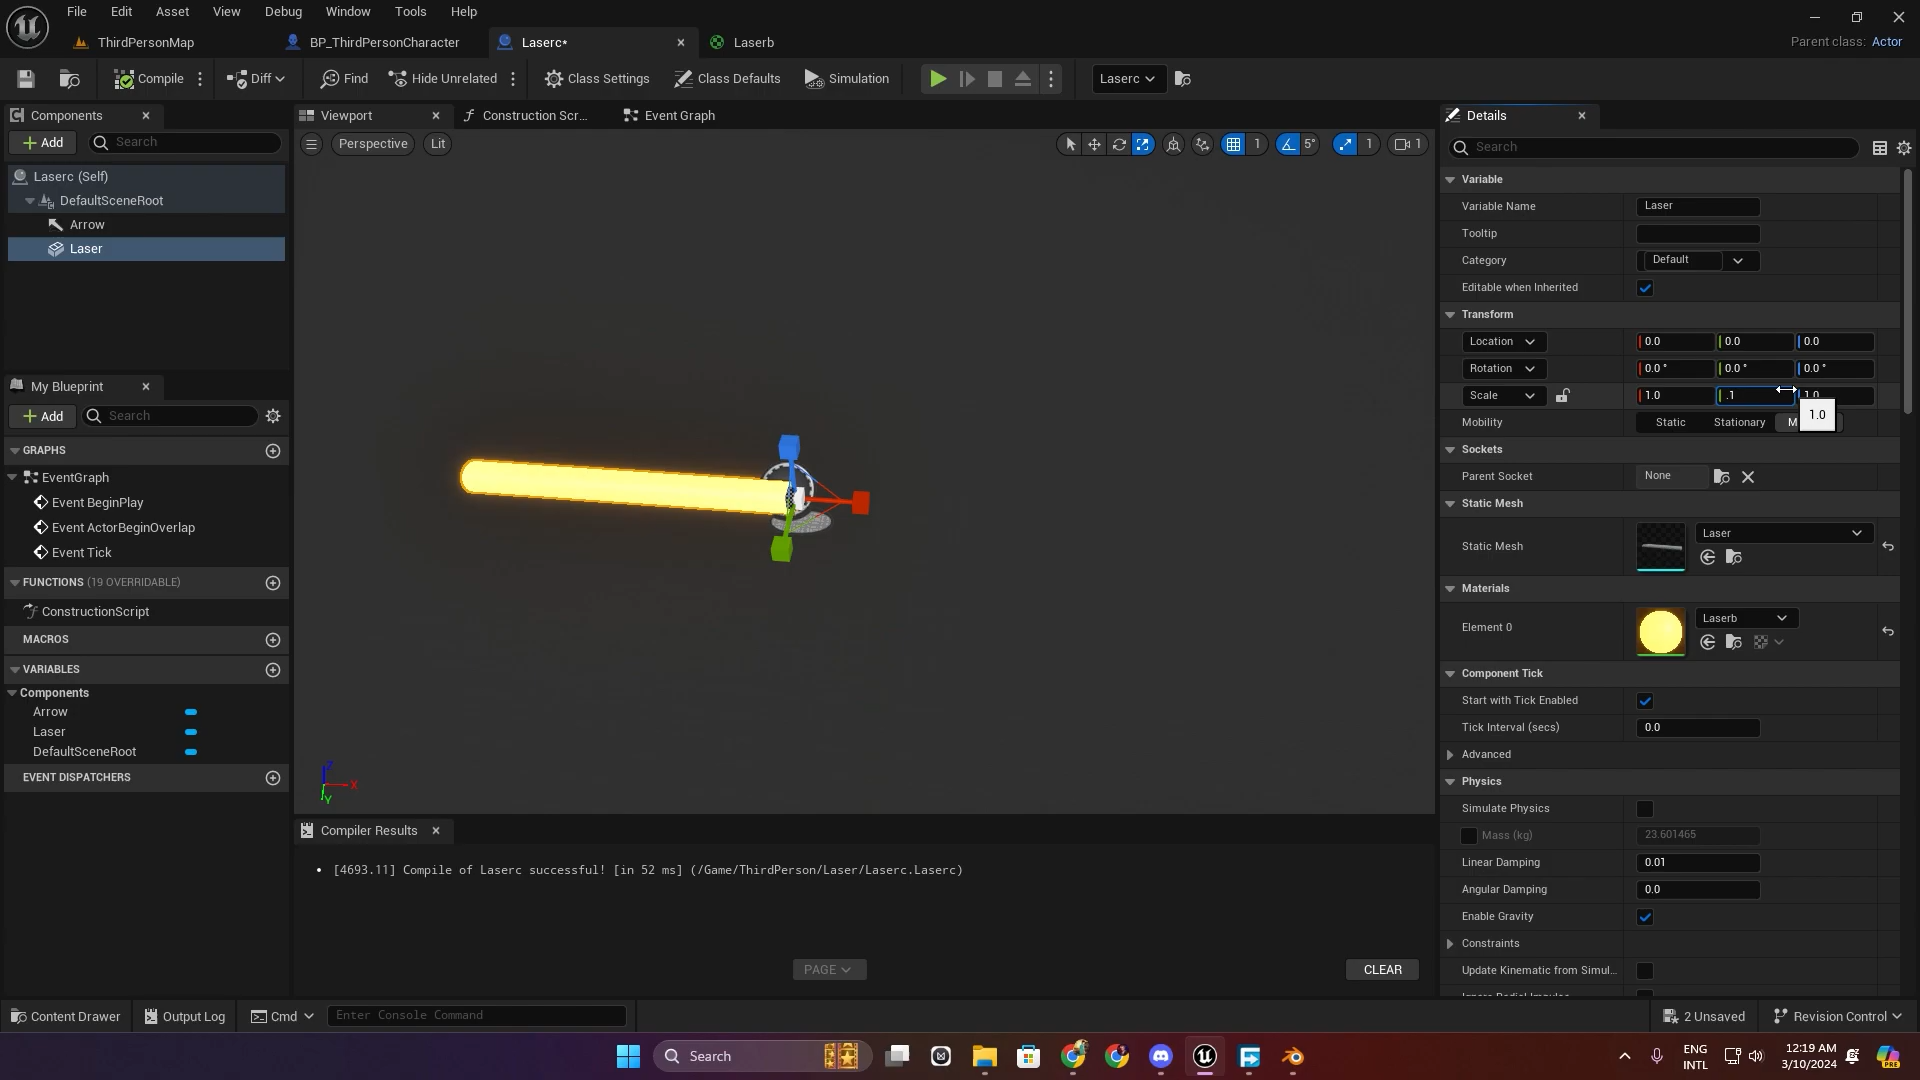 File Edit Asset View Debug Window Tools Help
ThirdPersonMap BP_ThirdPersonCharacter Laserc* Laserb
Parent class: Actor
Compile Diff Find Hide Unrelated Class Settings Class Defaults Simulation Laserc
Components
Add Search
Laserc (Self)
DefaultSceneRoot
Arrow
Laser
My Blueprint
Add Search
GRAPHS
EventGraph
Event BeginPlay
Event ActorBeginOverlap
Event Tick
FUNCTIONS (19 OVERRIDABLE)
ConstructionScript
MACROS
VARIABLES
Components
Arrow
Laser
DefaultSceneRoot
EVENT DISPATCHERS
Viewport Construction Scr... Event Graph
Perspective Lit 1 5° 1 1
Z X Y
Compiler Results
• [4693.11] Compile of Laserc successful! [in 52 ms] (/Game/ThirdPerson/Laser/Laserc.Laserc)
PAGE CLEAR
Details
Search
Variable
Variable Name Laser
Tooltip
Category Default
Editable when Inherited
Transform
Location 0.0 0.0 0.0
Rotation 0.0 ° 0.0 ° 0.0 °
Scale 1.0 .1 1.0
1.0
Mobility Static Stationary M
Sockets
Parent Socket None
Static Mesh
Static Mesh Laser
Materials
Element 0 Laserb
Component Tick
Start with Tick Enabled
Tick Interval (secs) 0.0
Advanced
Physics
Simulate Physics
Mass (kg) 23.601465
Linear Damping 0.01
Angular Damping 0.0
Enable Gravity
Constraints
Update Kinematic from Simul...
Content Drawer Output Log Cmd Enter Console Command 2 Unsaved Revision Control
Search ENG INTL 12:19 AM 3/10/2024